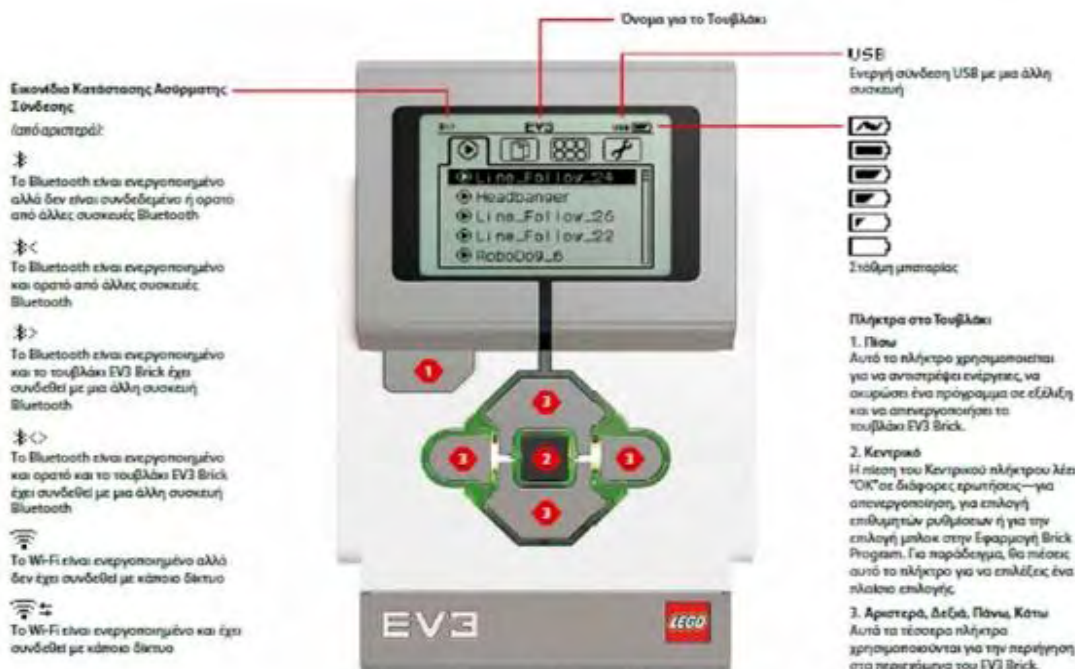 Όνομα για το Τουβλάκι
Εικονίδιο Κατάστασης Ασύρματης
Σύνδεσης
(από αριστερά):
Το Bluetooth είναι ενεργοποιημένο
αλλά δεν είναι συνδεδεμένο ή ορατό
από άλλες συσκευές Bluetooth
Το Bluetooth είναι ενεργοποιημένο
και ορατό από άλλες συσκευές
Bluetooth
Το Bluetooth είναι ενεργοποιημένο
και το τουβλάκι EV3 Brick έχει
συνδεθεί με μια άλλη συσκευή
Bluetooth
Το Bluetooth είναι ενεργοποιημένο
και ορατό και το τουβλάκι EV3 Brick
έχει συνδεθεί με μια άλλη συσκευή
Bluetooth
Το Wi-Fi είναι ενεργοποιημένο αλλά
δεν έχει συνδεθεί με κάποιο δίκτυο
Το Wi-Fi είναι ενεργοποιημένο και έχει
συνδεθεί με κάποιο δίκτυο
EV3
USB
Line_Follow_24
Headbanger
Line_Follow_26
Line_Follow_22
RoboDog_6
1
3
3
2
3
3
EV3
LEGO
USB
Ενεργή σύνδεση USB με μια άλλη
συσκευή
Στάθμη μπαταρίας
Πλήκτρα στο Τουβλάκι
1. Πίσω
Αυτό το πλήκτρο χρησιμοποιείται
για να αντιστρέψει ενέργειες, να
ακυρώσει ένα πρόγραμμα σε εξέλιξη
και να απενεργοποιήσει το
τουβλάκι EV3 Brick.
2. Κεντρικό
Η πίεση του Κεντρικού πλήκτρου λέει
"OK" σε διάφορες ερωτήσεις—για
απενεργοποίηση, για επιλογή
επιθυμητών ρυθμίσεων ή για την
επιλογή μπλοκ στην Εφαρμογή Brick
Program. Για παράδειγμα, θα πιέσεις
αυτό το πλήκτρο για να επιλέξεις ένα
πλαίσιο επιλογής.
3. Αριστερά, Δεξιά, Πάνω, Κάτω
Αυτά τα τέσσερα πλήκτρα
χρησιμοποιούνται για την περιήγηση
στα περιεχόμενα του EV3 Brick.